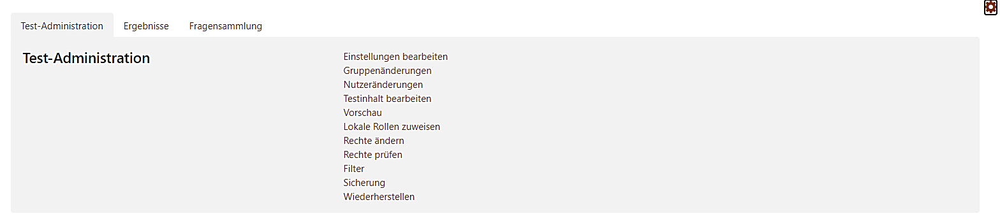 Test-Administration Ergebnisse Fragensammlung
Test-Administration
Einstellungen bearbeiten
Gruppenänderungen
Nutzeränderungen
Testinhalt bearbeiten
Vorschau
Lokale Rollen zuweisen
Rechte ändern
Rechte prüfen
Filter
Sicherung
Wiederherstellen